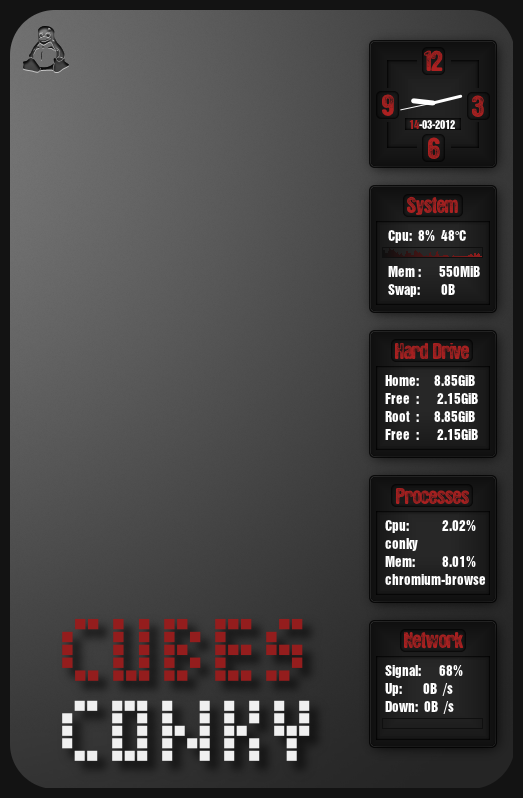 12
9 3
14-03-2012
6
System
Cpu: 8% 48°C
Mem : 550MiB
Swap: 0B
Hard Drive
Home: 8.85GiB
Free : 2.15GiB
Root : 8.85GiB
Free : 2.15GiB
Processes
Cpu: 2.02%
conky
Mem: 8.01%
chromium-browse
Network
Signal: 68%
Up: 0B /s
Down: 0B /s
CUBES
CONKY